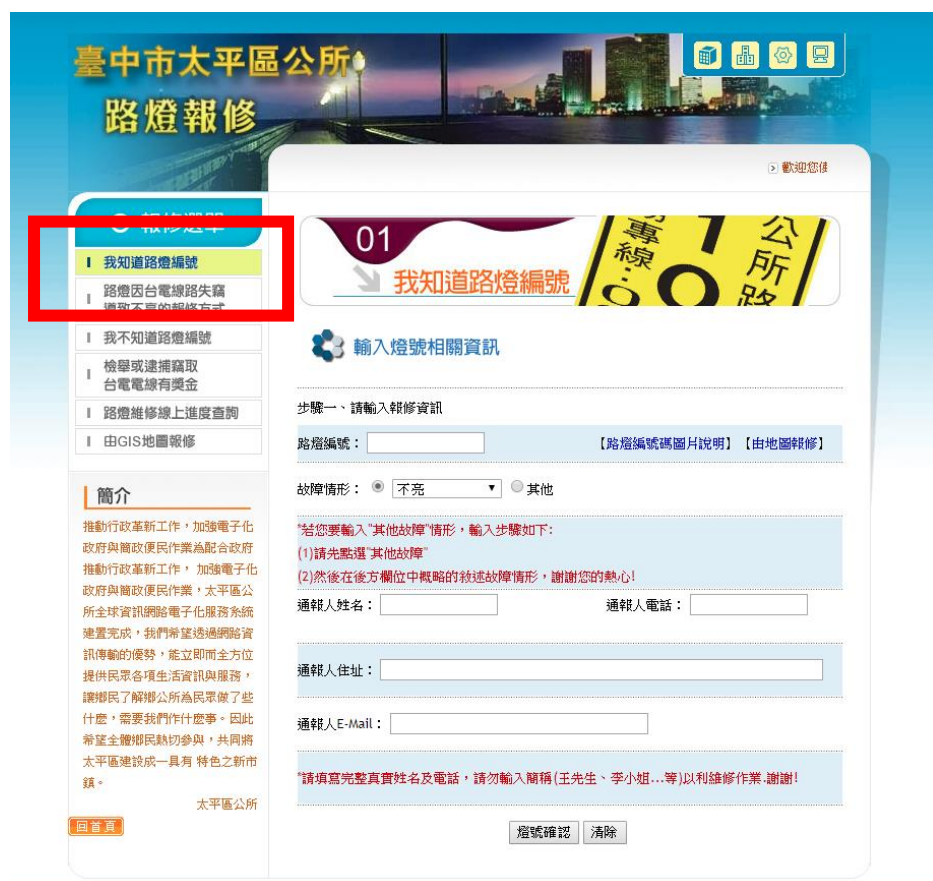 臺中市太平區公所
路燈報修
歡迎您
報修選單
我知道路燈編號
路燈因台電線路失竊
導致不亮的報修方式
我不知道路燈編號
檢舉或逮捕竊取
台電電線有獎金
路燈維修線上進度查詢
由GIS地圖報修
簡介
推動行政革新工作，加強電子化
政府與簡政便民作業為配合政府
推動行政革新工作， 加強電子化
政府與簡政便民作業，太平區公
所全球資訊網路電子化服務系統
建置完成，我們希望透過網路資
訊傳輸的優勢，能立即而全方位
提供民眾各項生活資訊與服務，
讓鄉民了解鄉公所為民眾做了些
什麼，需要我們作什麼事。因此
希望全體鄉民熱切參與，共同將
太平區建設成一具有 特色之新市
鎮。
太平區公所
回首頁
01
我知道路燈編號
專線：
公所路
輸入燈號相關資訊
步驟一、請輸入報修資訊
路燈編號：
【路燈編號碼圖片說明】【由地圖報修】
故障情形： 不亮 其他
*若您要輸入"其他故障"情形，輸入步驟如下：
(1)請先點選"其他故障"
(2)然後在後方欄位中概略的敘述故障情形，謝謝您的熱心!
通報人姓名： 通報人電話：
通報人住址：
通報人E-Mail：
*請填寫完整真實姓名及電話，請勿輸入簡稱(王先生、李小姐...等)以利維修作業.謝謝!
燈號確認 清除